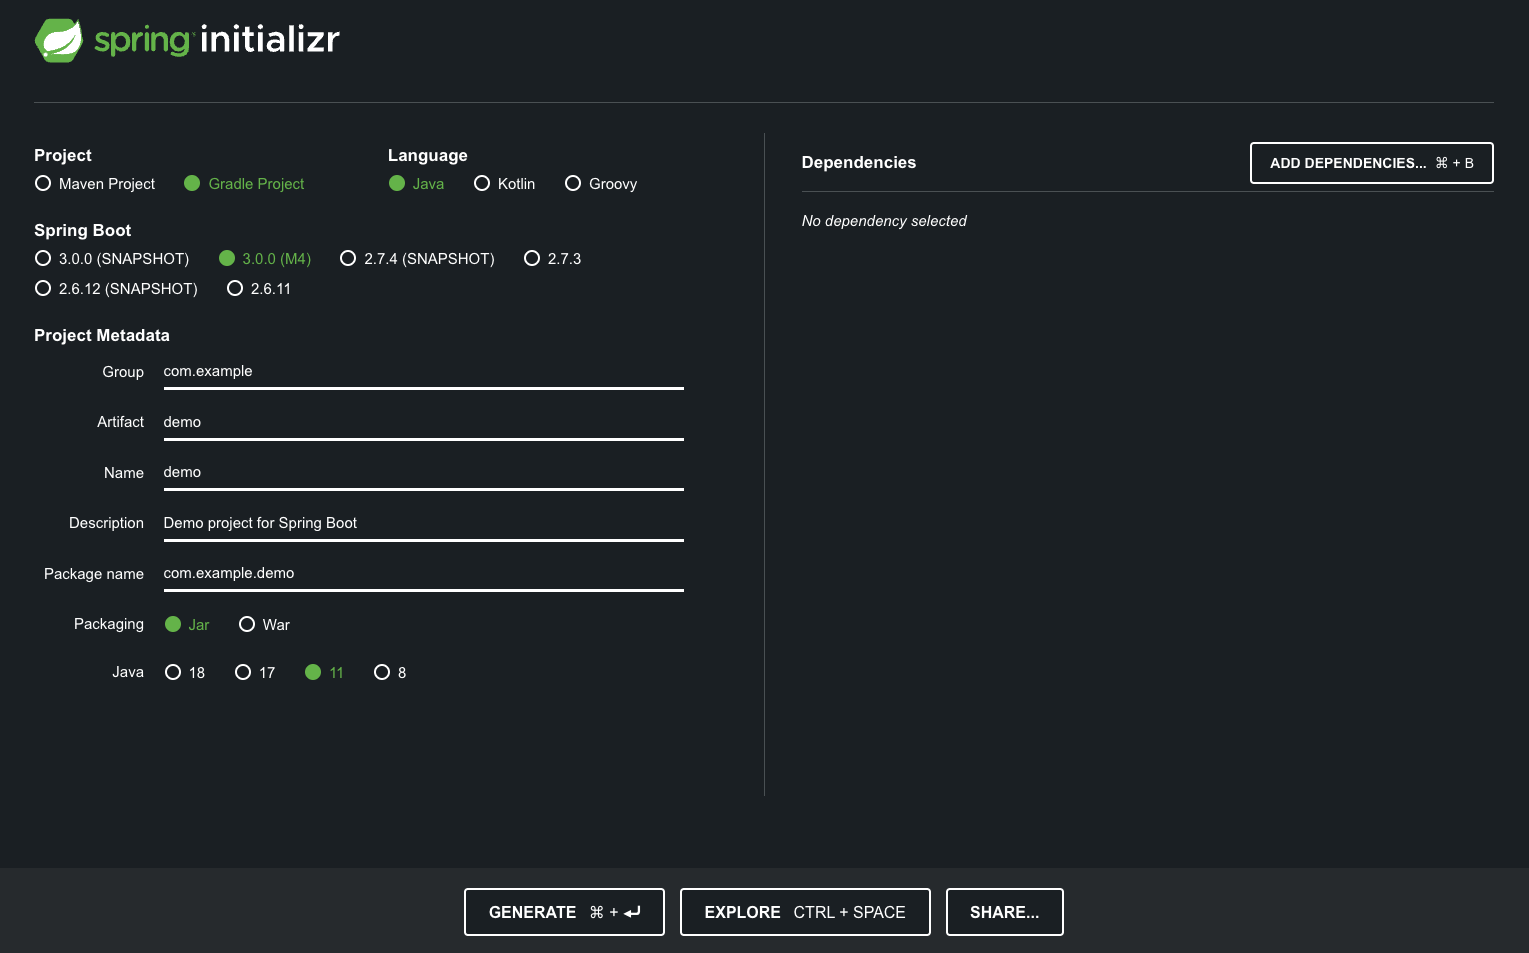 spring initializr
Project
Maven Project Gradle Project
Language
Java Kotlin Groovy
Spring Boot
3.0.0 (SNAPSHOT) 3.0.0 (M4) 2.7.4 (SNAPSHOT) 2.7.3
2.6.12 (SNAPSHOT) 2.6.11
Project Metadata
Group com.example
Artifact demo
Name demo
Description Demo project for Spring Boot
Package name com.example.demo
Packaging Jar War
Java 18 17 11 8
Dependencies
ADD DEPENDENCIES... ⌘ + B
No dependency selected
GENERATE ⌘ + ⏎
EXPLORE CTRL + SPACE
SHARE...